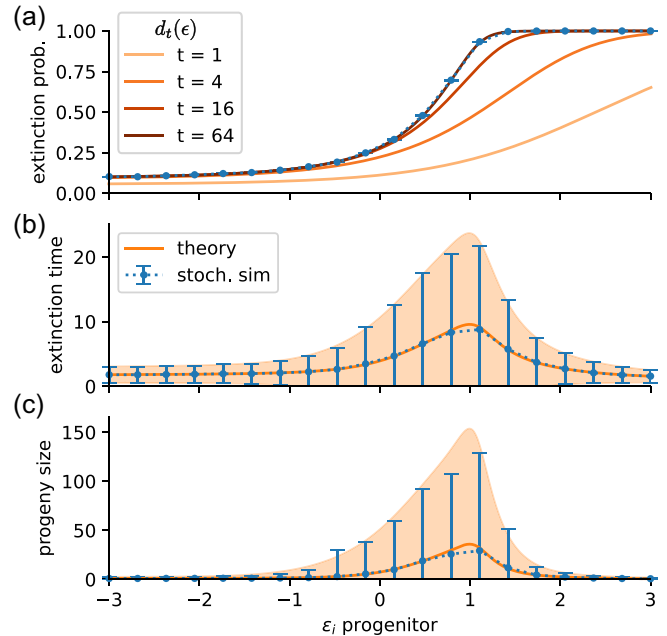 (a)
extinction prob.
1.00
0.75
0.50
0.25
0.00
d_t(ϵ)
t = 1
t = 4
t = 16
t = 64
(b)
extinction time
20
10
0
theory
stoch. sim
(c)
progeny size
150
100
50
0
−3 −2 −1 0 1 2 3
ε_i progenitor